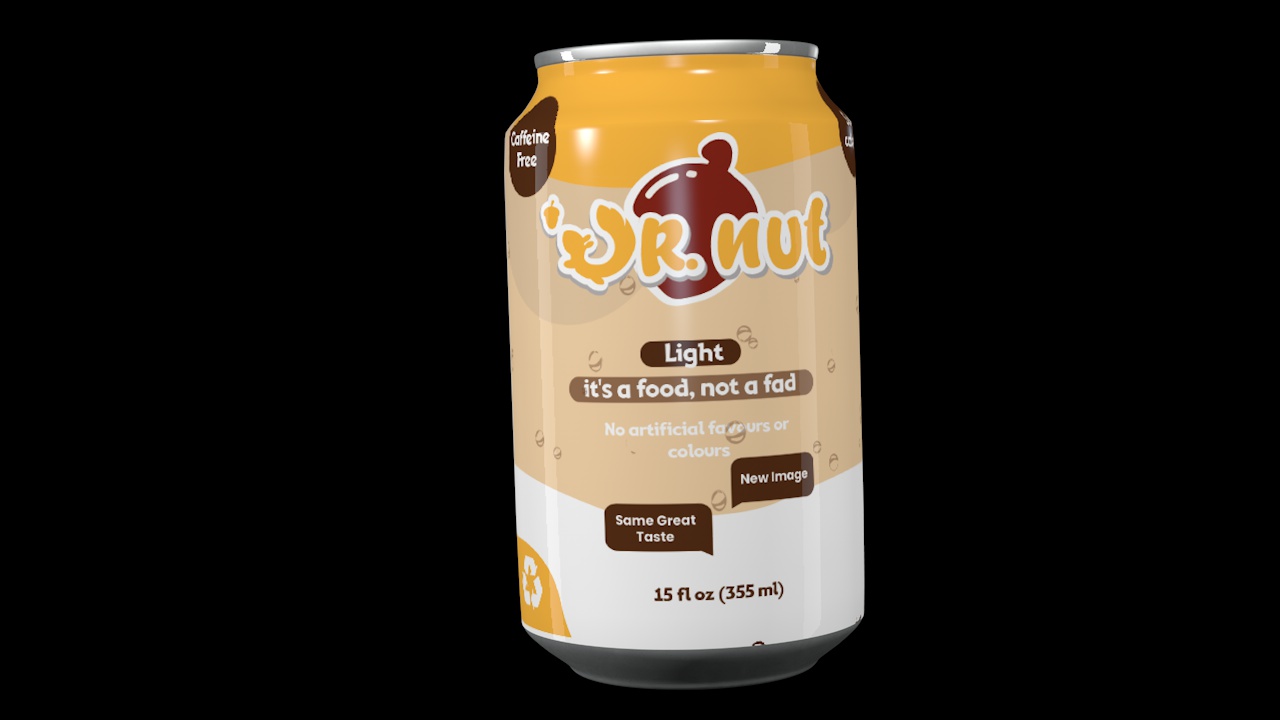 Caffeine
Free
Dr. nut
Light
it's a food, not a fad
No artificial favours or
colours
New Image
Same Great
Taste
15 fl oz (355 ml)